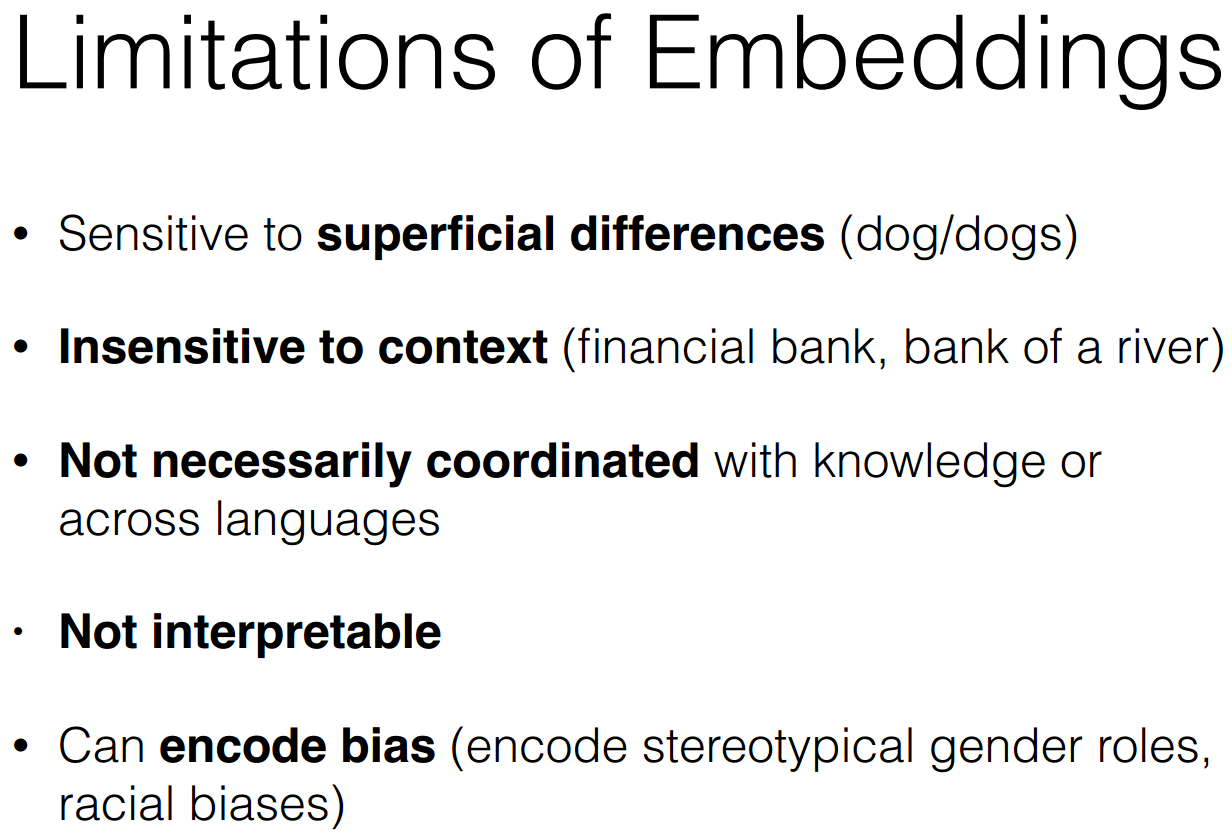 Limitations of Embeddings
• Sensitive to superficial differences (dog/dogs)
• Insensitive to context (financial bank, bank of a river)
• Not necessarily coordinated with knowledge or
across languages
• Not interpretable
• Can encode bias (encode stereotypical gender roles,
racial biases)